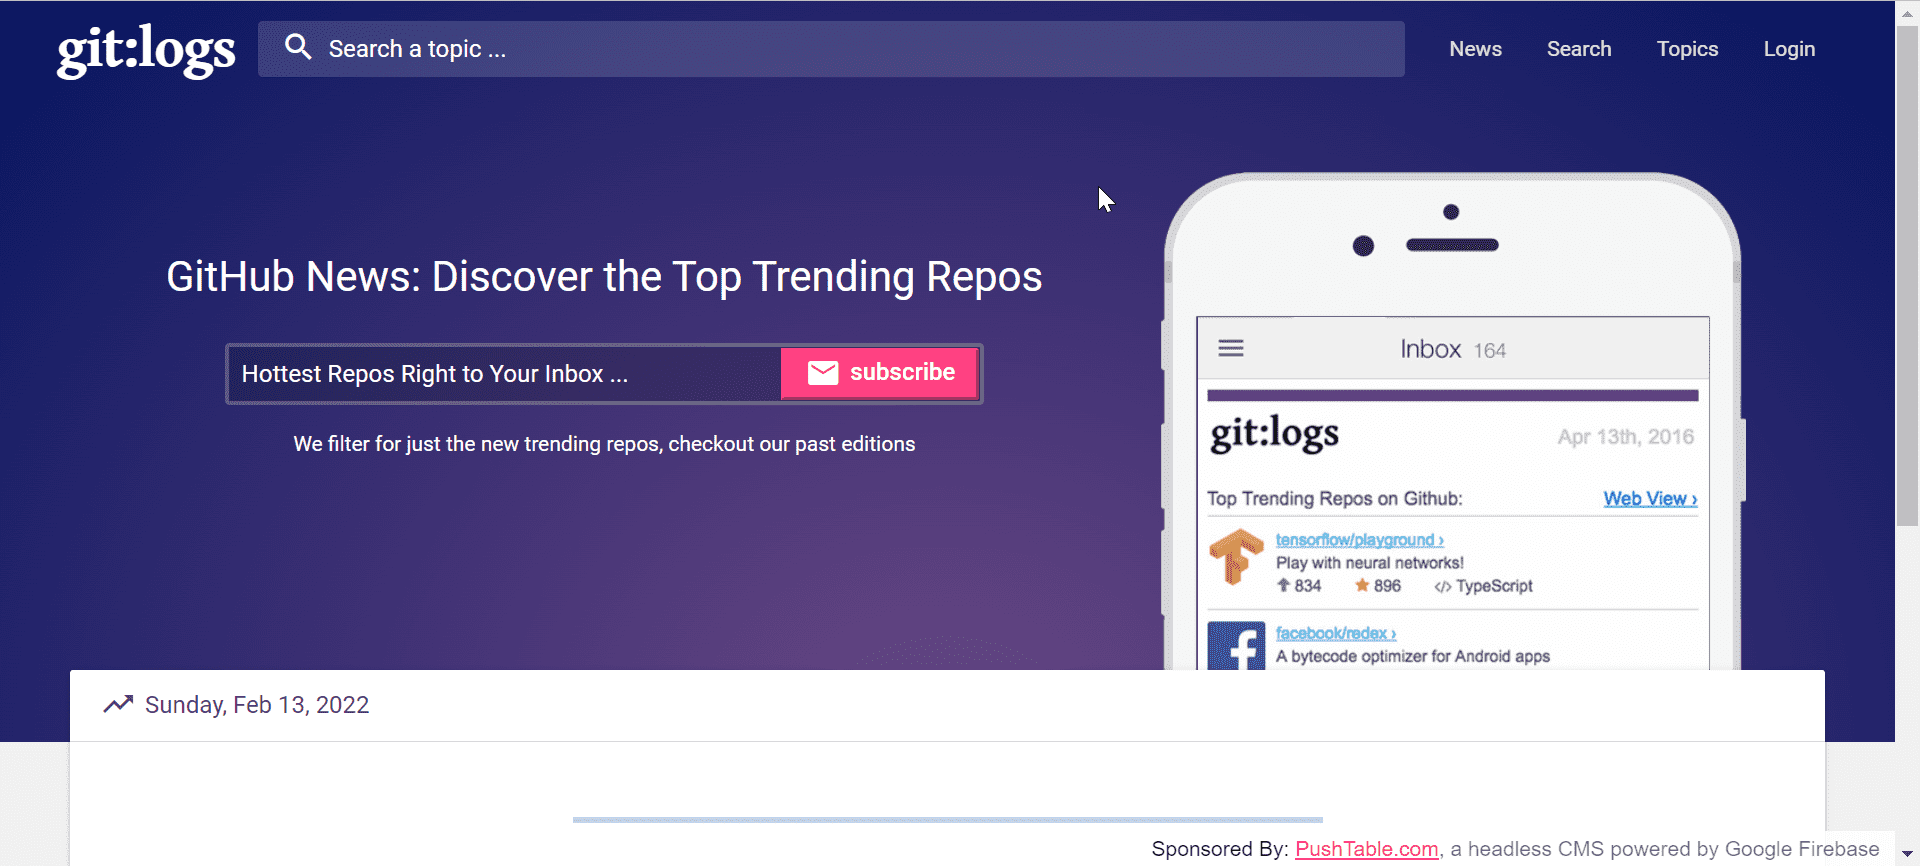 git:logs
Search a topic ...
News
Search
Topics
Login
GitHub News: Discover the Top Trending Repos
Hottest Repos Right to Your Inbox ...
subscribe
We filter for just the new trending repos, checkout our past editions
Inbox 164
git:logs
Apr 13th, 2016
Top Trending Repos on Github:
Web View ›
tensorflow/playground ›
Play with neural networks!
834
896
</> TypeScript
facebook/redex ›
A bytecode optimizer for Android apps
Sunday, Feb 13, 2022
Sponsored By: PushTable.com, a headless CMS powered by Google Firebase